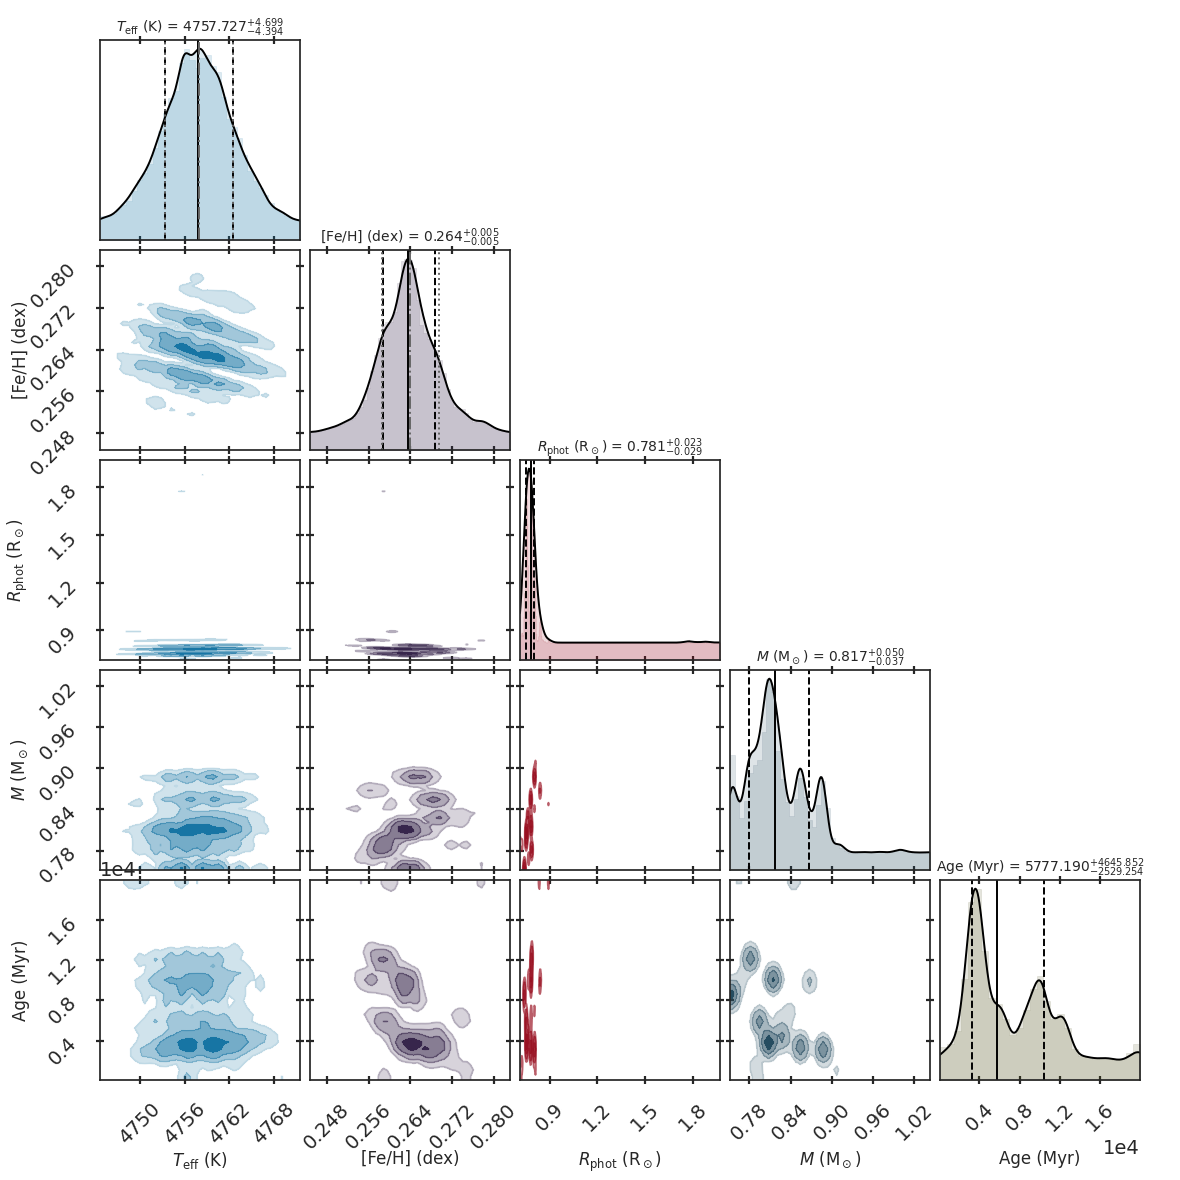 T_eff (K) = 4757.727 +4.699 −4.394
[Fe/H] (dex) = 0.264 +0.005 −0.005
0.280
0.272
0.264
0.256
0.248
[Fe/H] (dex)
R_phot (R⊙) = 0.781 +0.023 −0.029
1.8
1.5
1.2
0.9
R_phot (R⊙)
M (M⊙) = 0.817 +0.050 −0.037
1.02
0.96
0.90
0.84
0.78
M (M⊙)
1e4
Age (Myr) = 5777.190 +4645.852 −2529.254
1.6
1.2
0.8
0.4
Age (Myr)
4750 4756 4762 4768
0.248 0.256 0.264 0.272 0.280
0.9 1.2 1.5 1.8
0.78 0.84 0.90 0.96 1.02
0.4 0.8 1.2 1.6
1e4
T_eff (K)
[Fe/H] (dex)
R_phot (R⊙)
M (M⊙)
Age (Myr)